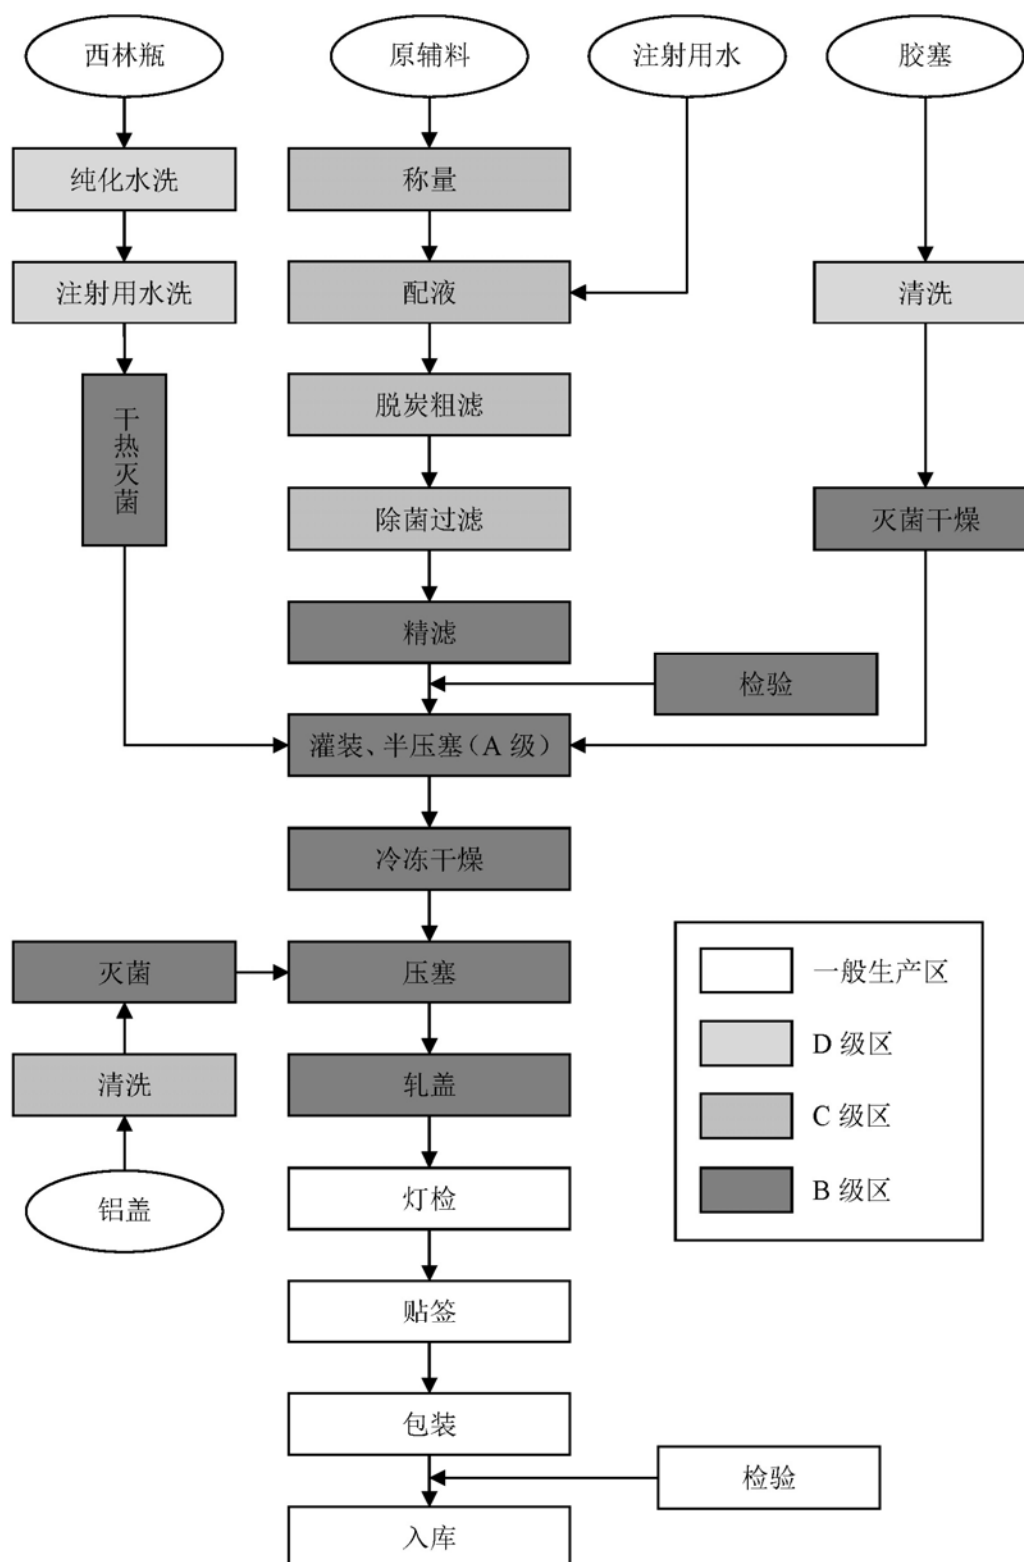 西林瓶
原辅料
注射用水
胶塞
纯化水洗
称量
注射用水洗
配液
清洗
干热灭菌
脱炭粗滤
除菌过滤
灭菌干燥
精滤
检验
灌装、半压塞（A 级）
冷冻干燥
灭菌
压塞
一般生产区
D 级区
清洗
轧盖
C 级区
铝盖
灯检
B 级区
贴签
包装
检验
入库